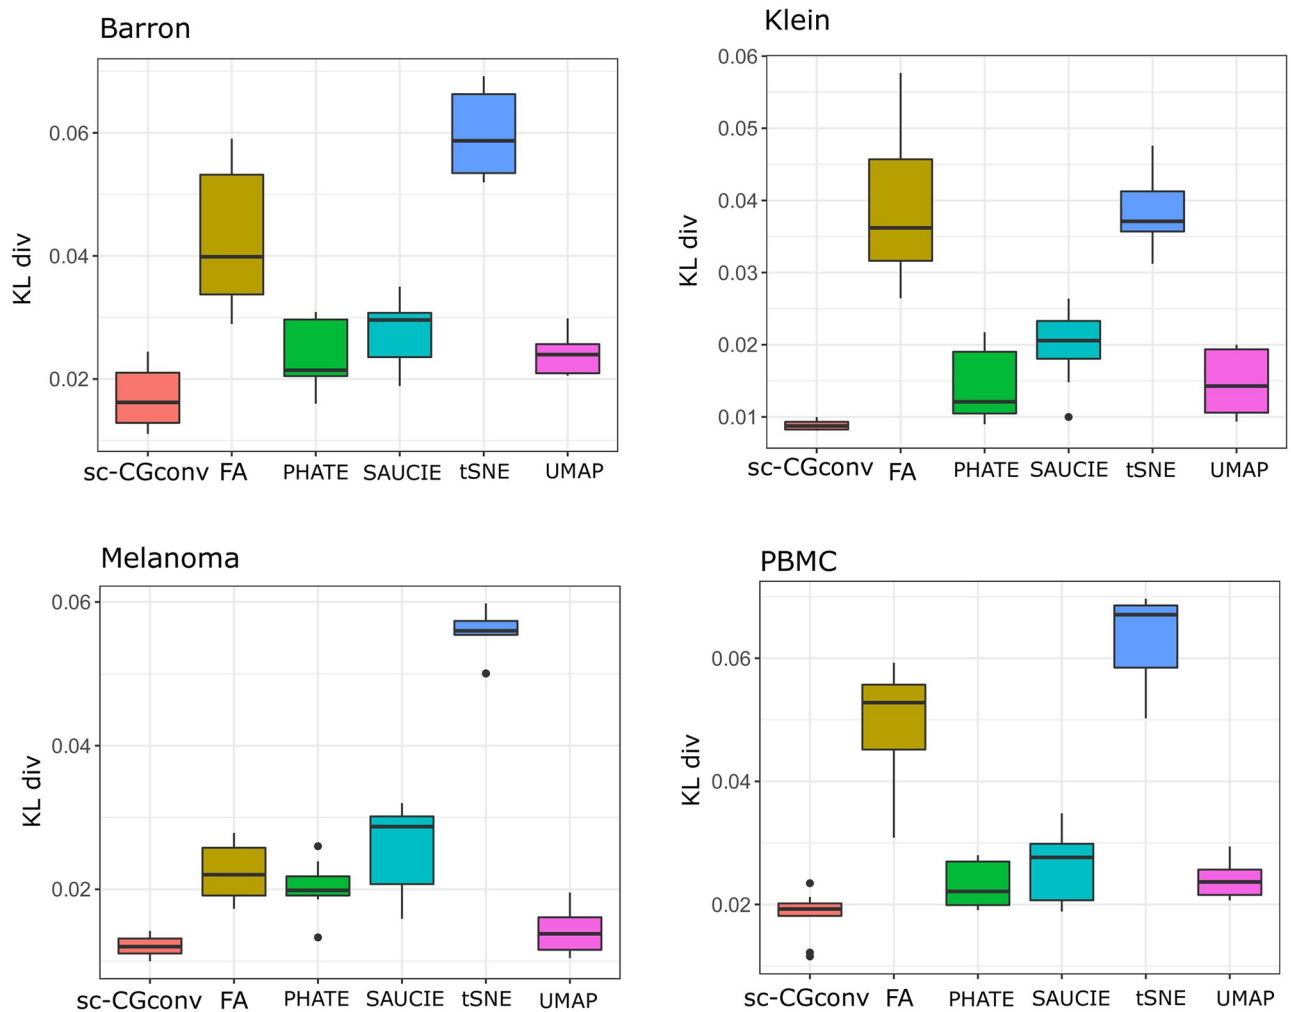 Barron
KL div
0.06
0.04
0.02
sc-CGconv FA PHATE SAUCIE tSNE UMAP
Klein
KL div
0.06
0.05
0.04
0.03
0.02
0.01
sc-CGconv FA PHATE SAUCIE tSNE UMAP
Melanoma
KL div
0.06
0.04
0.02
sc-CGconv FA PHATE SAUCIE tSNE UMAP
PBMC
KL div
0.06
0.04
0.02
sc-CGconv FA PHATE SAUCIE tSNE UMAP